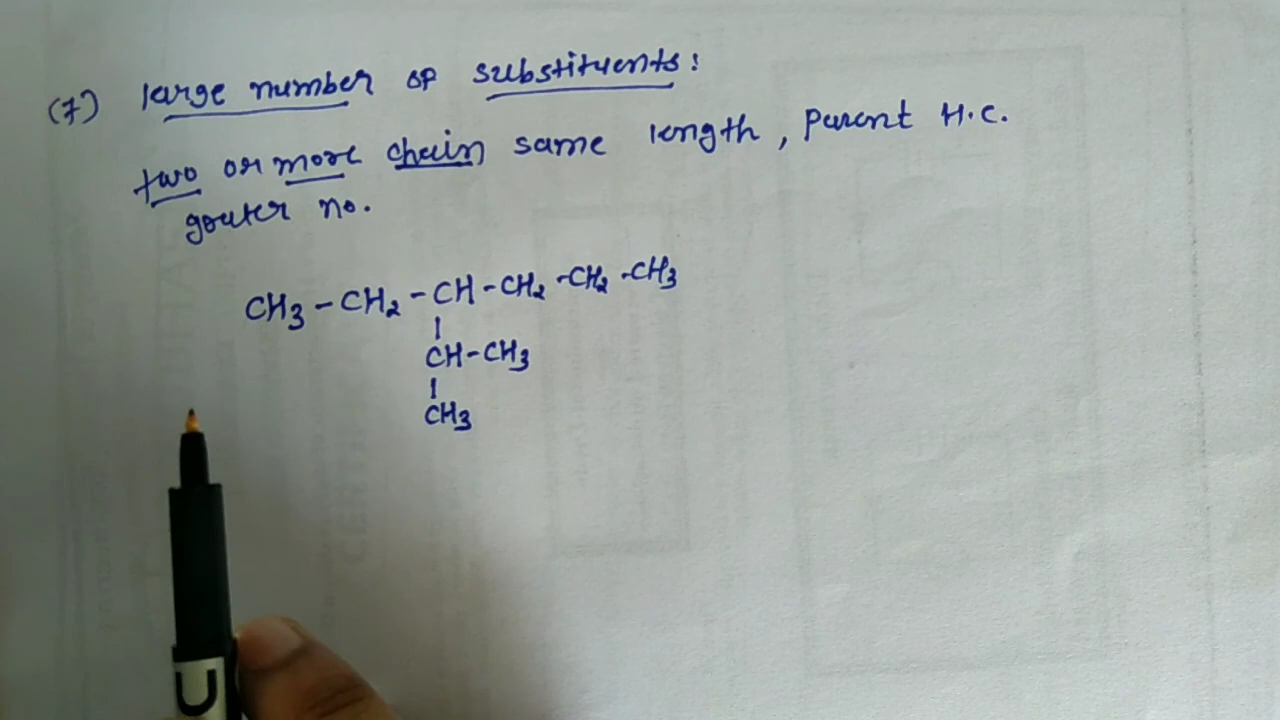 (7) large number of substituents:
two or more chain same length, parent H.C.
greater no.
CH3-CH2-CH-CH2-CH2-CH3
|
CH-CH3
|
CH3
U